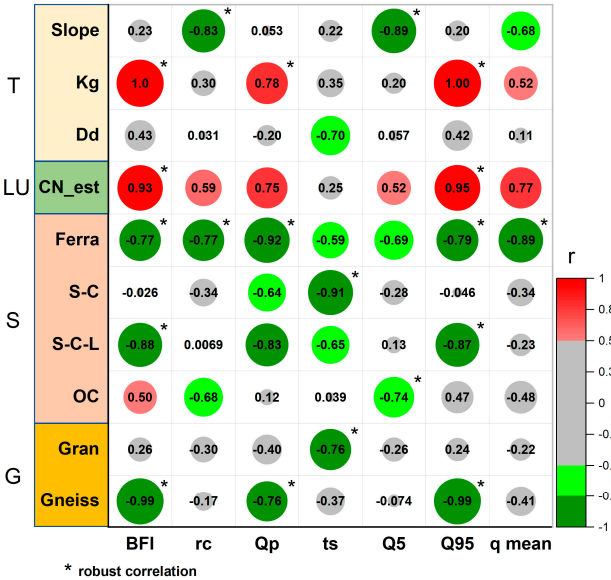 Slope 0.23 -0.83* 0.053 0.22 -0.89* 0.20 -0.68
T Kg 1.0* 0.30 0.78* 0.35 0.20 1.00* 0.52
Dd 0.43 0.031 -0.20 -0.70 0.057 0.42 0.11
LU CN_est 0.93* 0.59 0.75 0.25 0.52 0.95* 0.77
Ferra -0.77* -0.77* -0.92* -0.59 -0.69 -0.79* -0.89*
S-C -0.026 -0.34 -0.64 -0.91* -0.28 -0.046 -0.34
S S-C-L -0.88* 0.0069 -0.83 -0.65 0.13 -0.87* -0.23
OC 0.50 -0.68 0.12 0.039 -0.74* 0.47 -0.48
Gran 0.26 -0.30 -0.40 -0.76* -0.26 0.24 -0.22
G Gneiss -0.99* -0.17 -0.76* -0.37 -0.074 -0.99* -0.41
BFI rc Qp ts Q5 Q95 q mean
* robust correlation
r
1
0.8
0.5
0.
0
-0.
-0.
-0.
-1